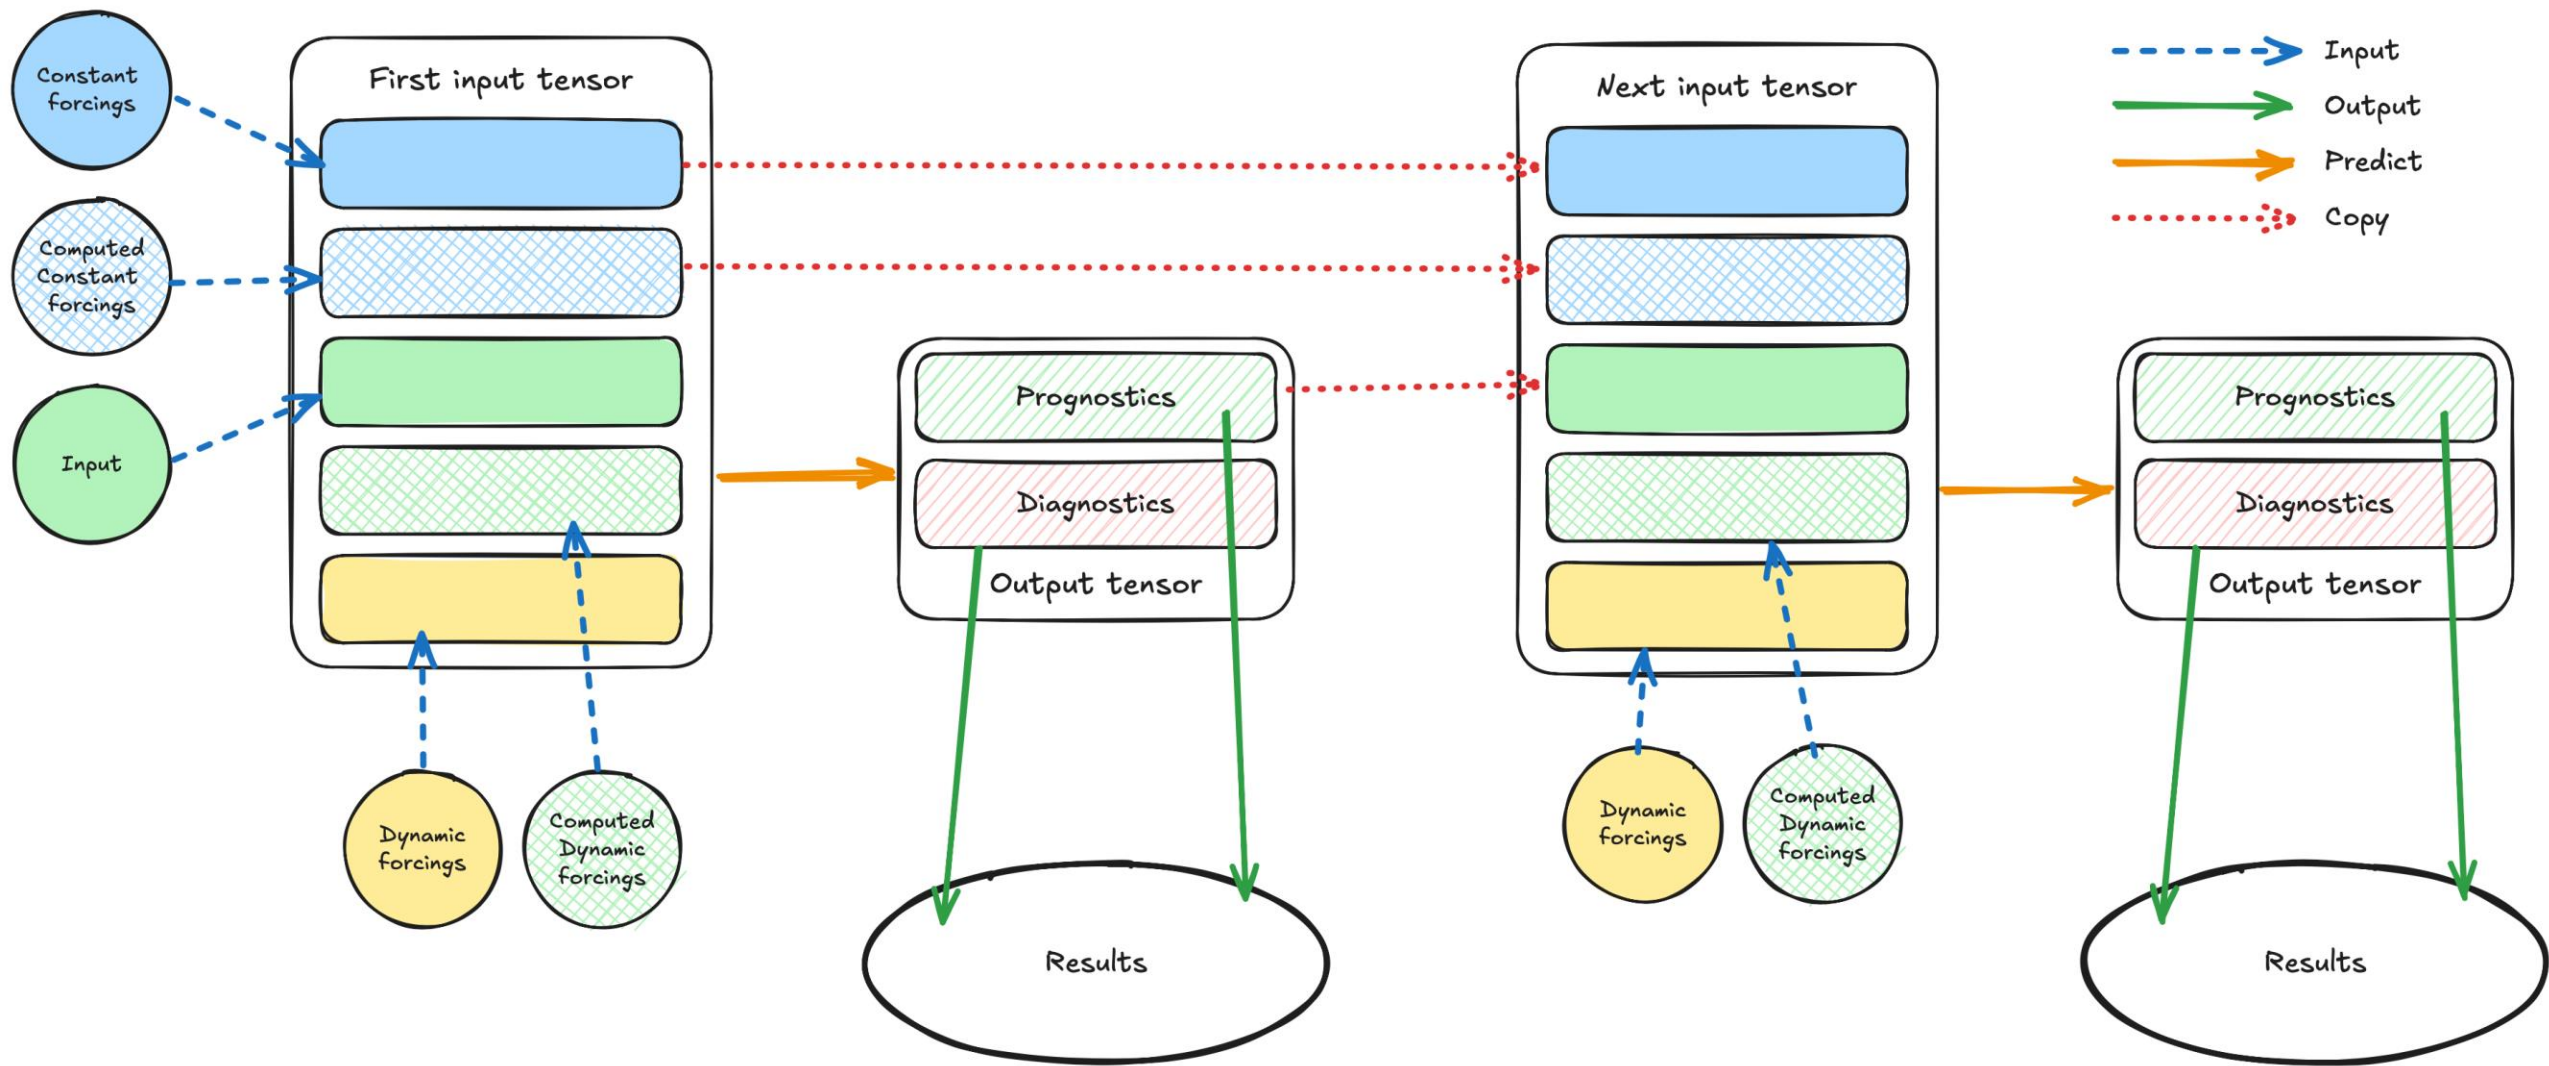 Constant
forcings
Computed
Constant
forcings
Input
First input tensor
Dynamic
forcings
Computed
Dynamic
forcings
Prognostics
Diagnostics
Output tensor
Results
Next input tensor
Dynamic
forcings
Computed
Dynamic
forcings
Prognostics
Diagnostics
Output tensor
Results
Input
Output
Predict
Copy